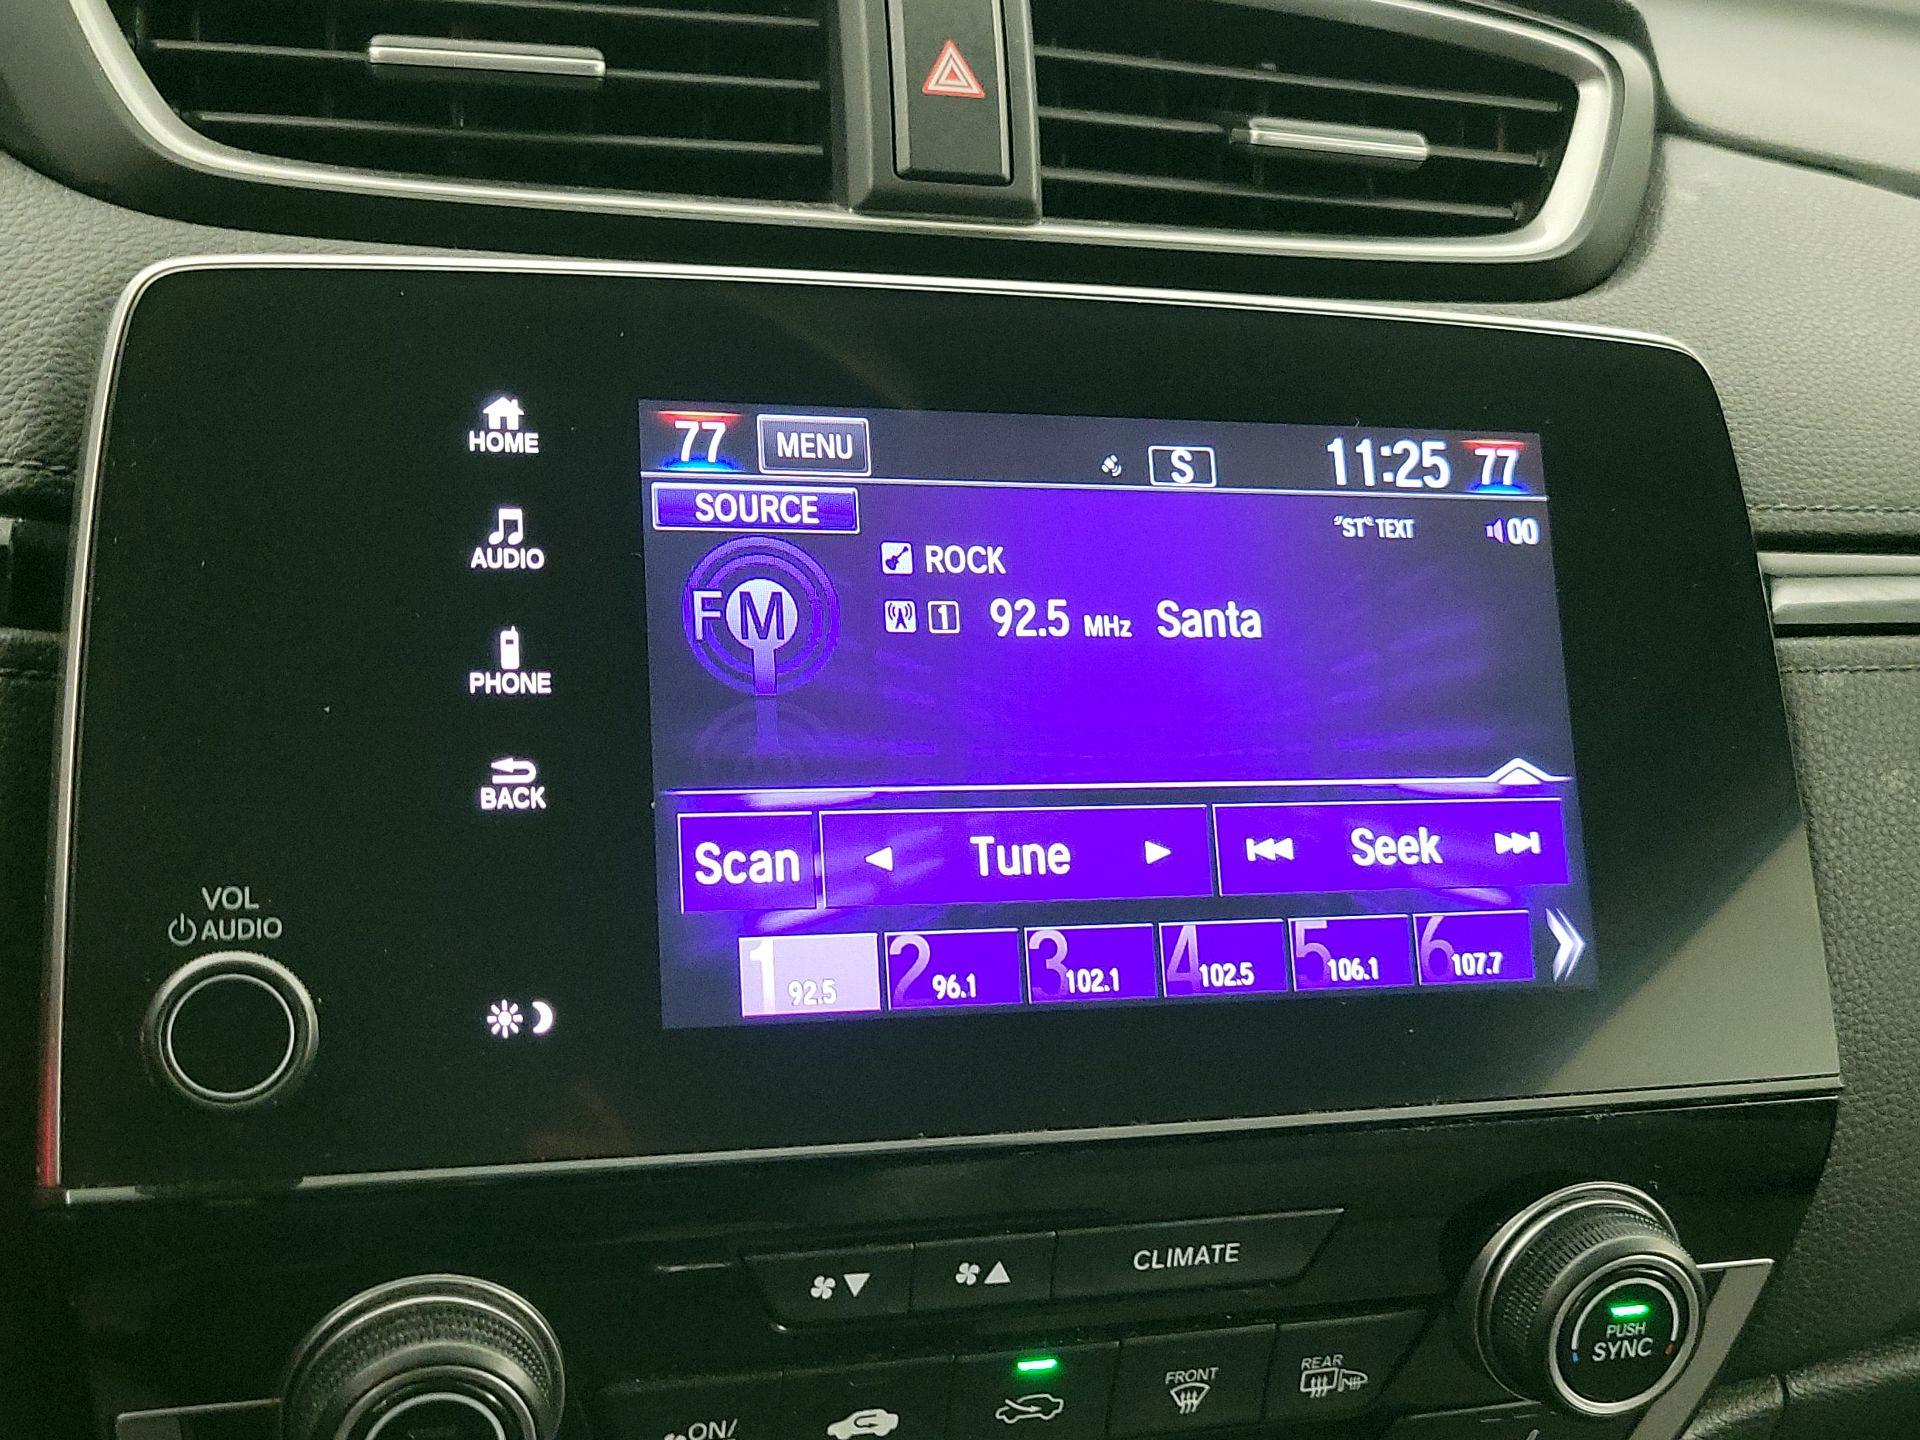 HOME
AUDIO
PHONE
BACK
VOL
AUDIO
77 MENU S 11:25 77
SOURCE
"ST" TEXT 00
FM
ROCK
1 92.5 MHz Santa
Scan Tune Seek
1 92.5 2 96.1 3 102.1 4 102.5 5 106.1 6 107.7
CLIMATE
PUSH
SYNC
FRONT
REAR
ON/